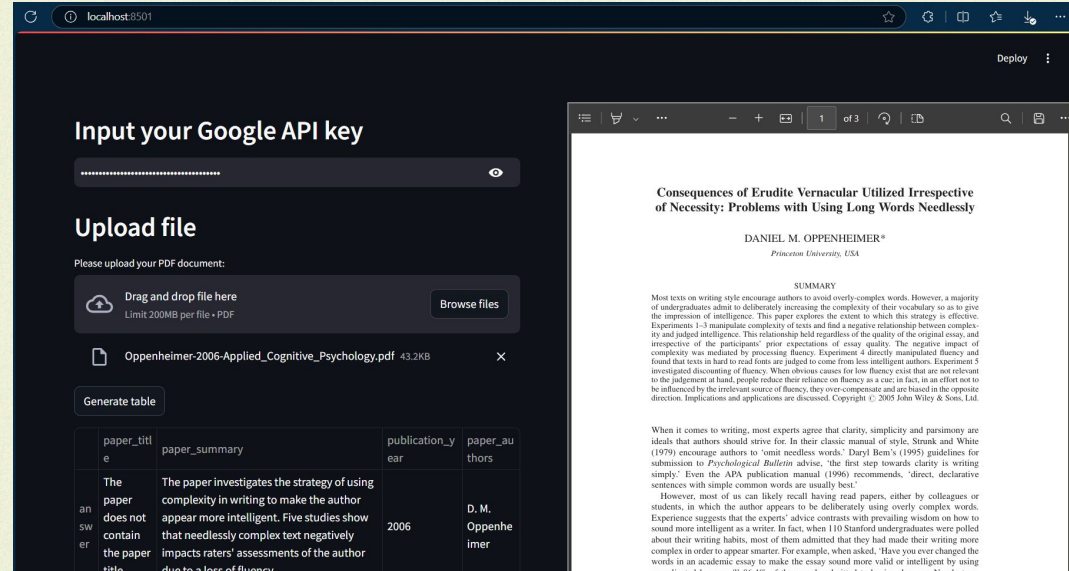 localhost:8501
Deploy
Input your Google API key
Upload file
Please upload your PDF document:
Drag and drop file here
Limit 200MB per file • PDF
Browse files
Oppenheimer-2006-Applied_Cognitive_Psychology.pdf 43.2KB
Generate table
paper_titl
e
paper_summary
publication_y
ear
paper_au
thors
an
sw
er
The
paper
does not
contain
the paper
title
The paper investigates the strategy of using
complexity in writing to make the author
appear more intelligent. Five studies show
that needlessly complex text negatively
impacts raters' assessments of the author
due to a loss of fluency
2006
D. M.
Oppenhe
imer
1 of 3
Consequences of Erudite Vernacular Utilized Irrespective
of Necessity: Problems with Using Long Words Needlessly
DANIEL M. OPPENHEIMER*
Princeton University, USA
SUMMARY
Most texts on writing style encourage authors to avoid overly-complex words. However, a majority
of undergraduates admit to deliberately increasing the complexity of their vocabulary so as to give
the impression of intelligence. This paper explores the extent to which this strategy is effective.
Experiments 1–3 manipulate complexity of texts and find a negative relationship between complex-
ity and judged intelligence. This relationship held regardless of the quality of the original essay, and
irrespective of the participants' prior expectations of essay quality. The negative impact of
complexity was mediated by processing fluency. Experiment 4 directly manipulated fluency and
found that texts in hard to read fonts are judged to come from less intelligent authors. Experiment 5
investigated discounting of fluency. When obvious causes for low fluency exist that are not relevant
to the judgement at hand, people reduce their reliance on fluency as a cue; in fact, in an effort not to
be influenced by the irrelevant source of fluency, they over-compensate and are biased in the opposite
direction. Implications and applications are discussed. Copyright © 2005 John Wiley & Sons, Ltd.
When it comes to writing, most experts agree that clarity, simplicity and parsimony are
ideals that authors should strive for. In their classic manual of style, Strunk and White
(1979) encourage authors to 'omit needless words.' Daryl Bem's (1995) guidelines for
submission to Psychological Bulletin advise, 'the first step towards clarity is writing
simply.' Even the APA publication manual (1996) recommends, 'direct, declarative
sentences with simple common words are usually best.'
However, most of us can likely recall having read papers, either by colleagues or
students, in which the author appears to be deliberately using overly complex words.
Experience suggests that the experts' advice contrasts with prevailing wisdom on how to
sound more intelligent as a writer. In fact, when 110 Stanford undergraduates were polled
about their writing habits, most of them admitted that they had made their writing more
complex in order to appear smarter. For example, when asked, 'Have you ever changed the
words in an academic essay to make the essay sound more valid or intelligent by using